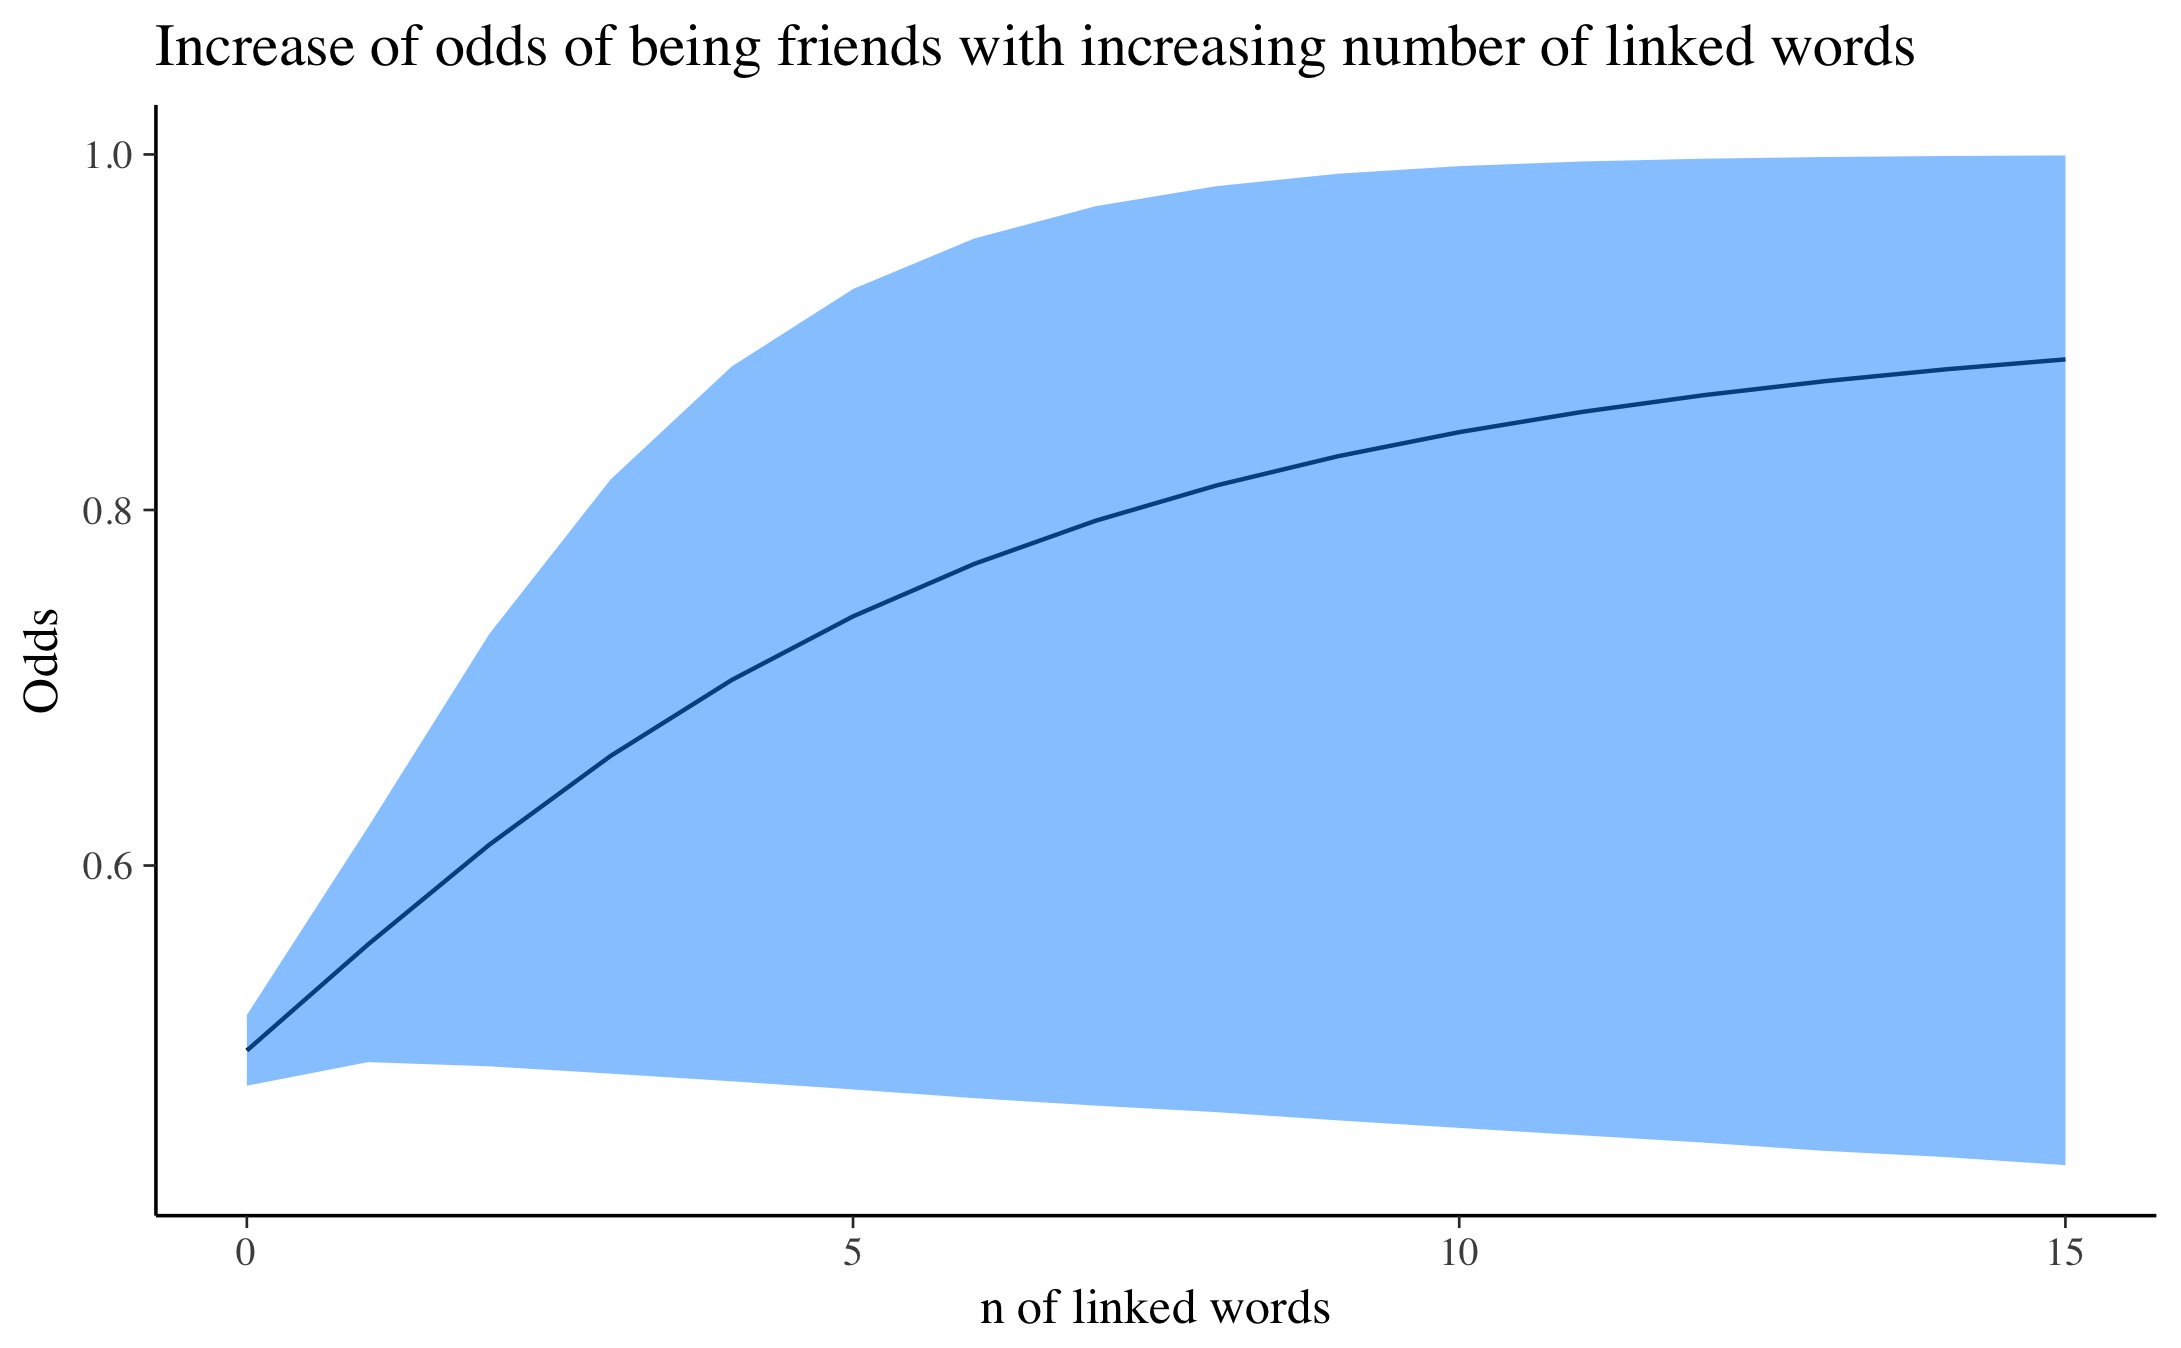 Increase of odds of being friends with increasing number of linked words
1.0
0.8
0.6
Odds
0
5
10
15
n of linked words